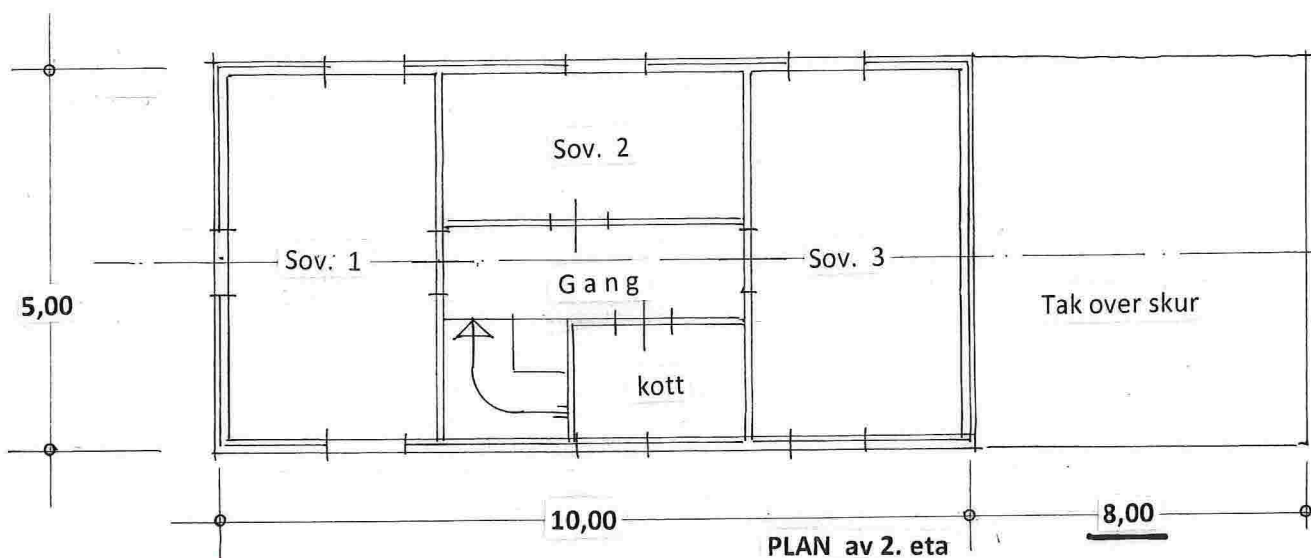 Sov. 2
Sov. 1
Sov. 3
Gang
5,00
Tak over skur
kott
10,00
8,00
PLAN av 2. eta